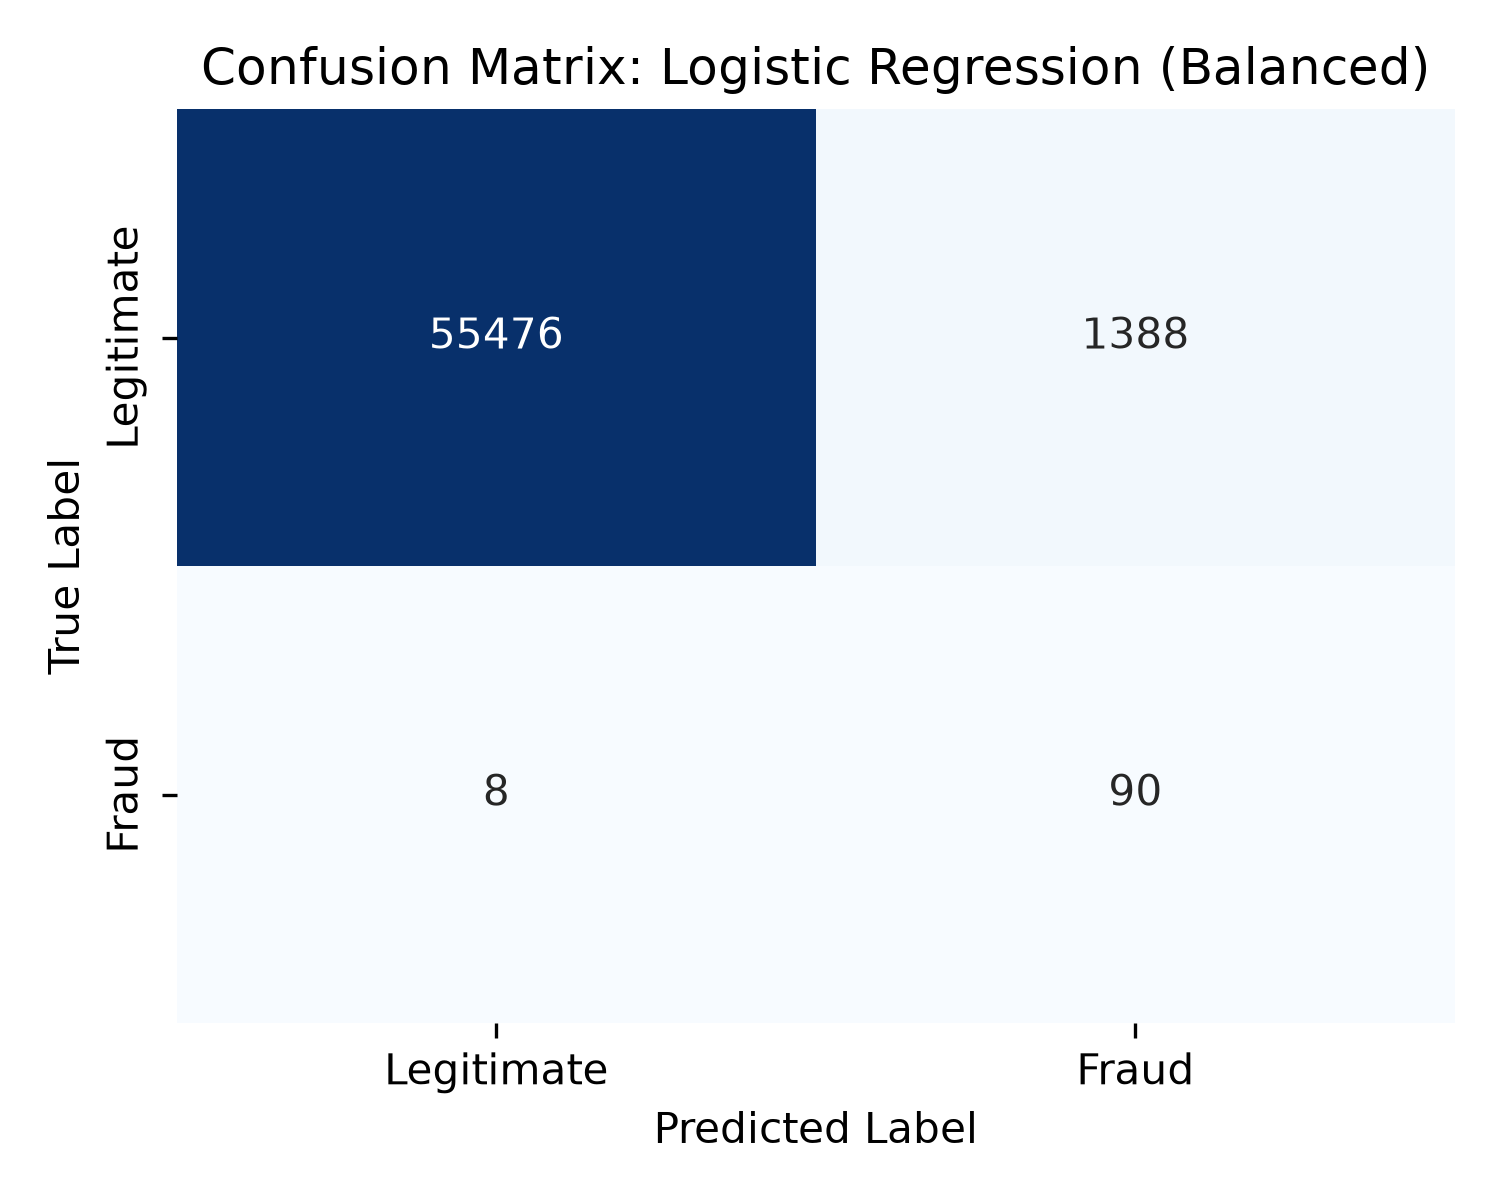 Confusion Matrix: Logistic Regression (Balanced)
True Label
Legitimate
55476
1388
Fraud
8
90
Legitimate
Fraud
Predicted Label